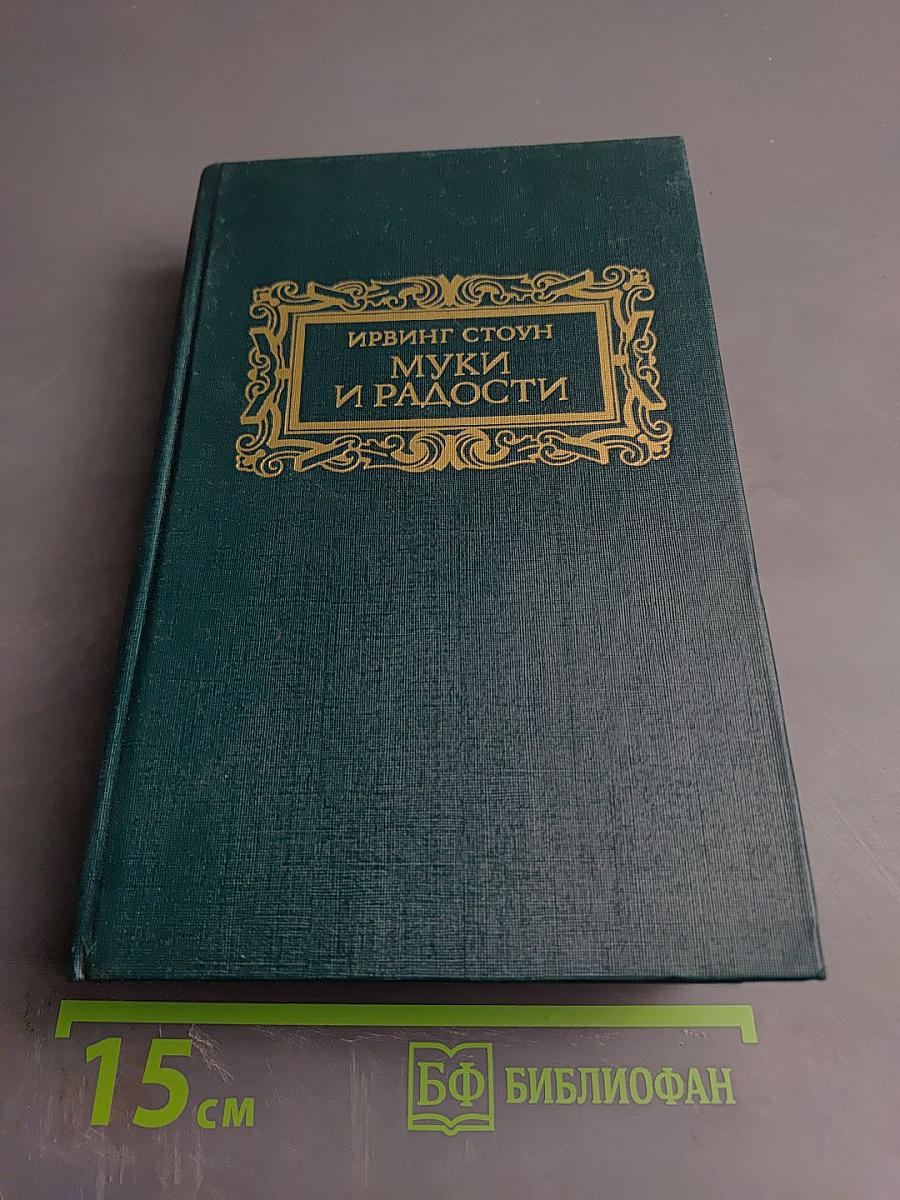 ИРВИНГ СТОУН
МУКИ
И РАДОСТИ
15 см
БФ БИБЛИОФАН